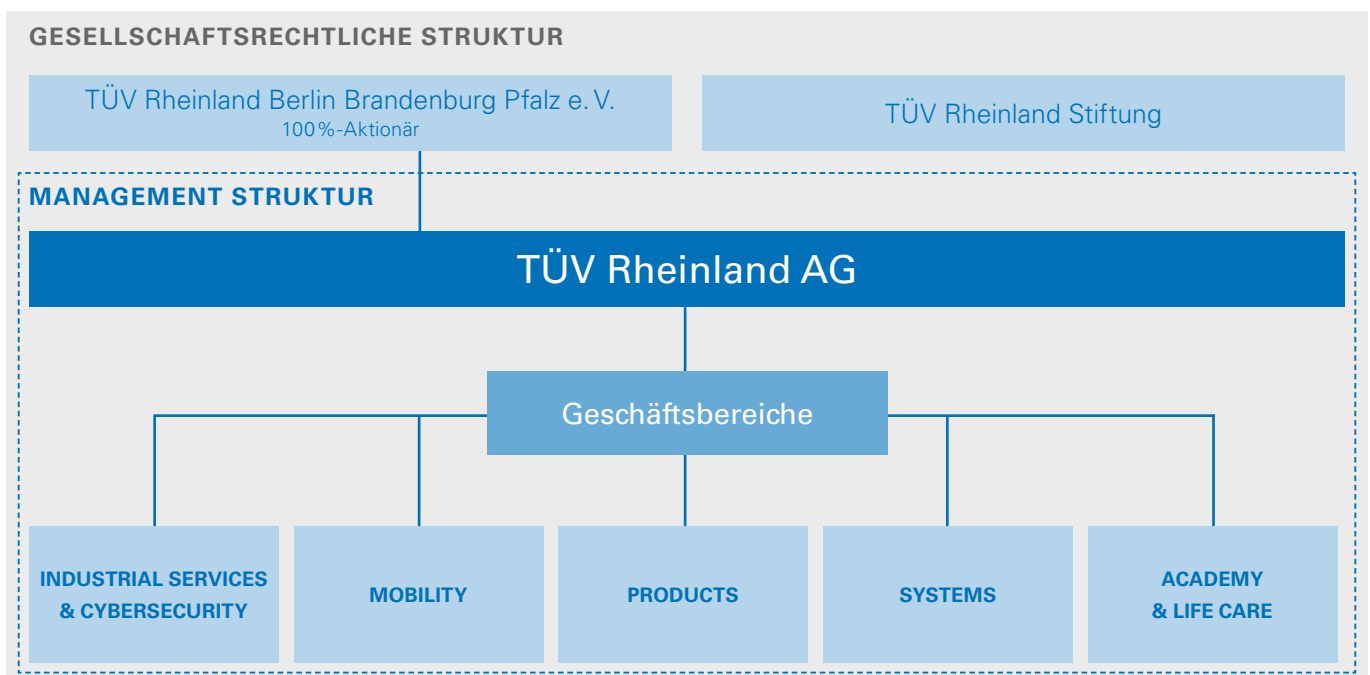 GESELLSCHAFTSRECHTLICHE STRUKTUR
TÜV Rheinland Berlin Brandenburg Pfalz e. V.
100 %-Aktionär
TÜV Rheinland Stiftung
MANAGEMENT STRUKTUR
TÜV Rheinland AG
Geschäftsbereiche
INDUSTRIAL SERVICES
& CYBERSECURITY
MOBILITY
PRODUCTS
SYSTEMS
ACADEMY
& LIFE CARE